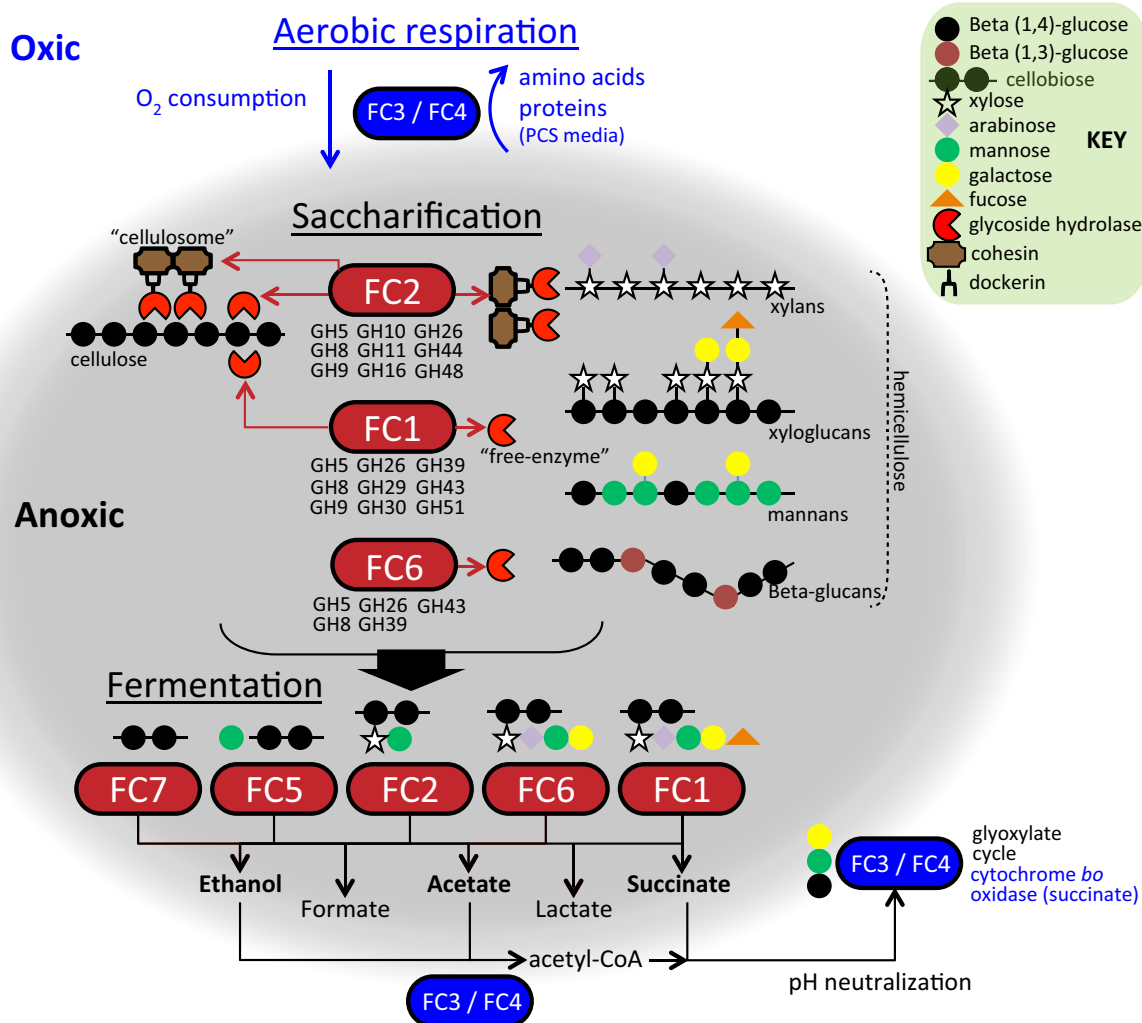 Oxic
Aerobic respiration
O2 consumption
FC3 / FC4
amino acids
proteins
(PCS media)
Beta (1,4)-glucose
Beta (1,3)-glucose
cellobiose
xylose
arabinose
mannose
KEY
galactose
fucose
glycoside hydrolase
cohesin
dockerin
Saccharification
“cellulosome”
FC2
GH5 GH10 GH26
GH8 GH11 GH44
GH9 GH16 GH48
cellulose
xylans
FC1
“free-enzyme”
GH5 GH26 GH39
GH8 GH29 GH43
GH9 GH30 GH51
xyloglucans
hemicellulose
mannans
Anoxic
FC6
GH5 GH26 GH43
GH8 GH39
Beta-glucans
Fermentation
FC7
FC5
FC2
FC6
FC1
Ethanol
Formate
Acetate
Lactate
Succinate
FC3 / FC4
glyoxylate
cycle
cytochrome bo
oxidase (succinate)
acetyl-CoA
pH neutralization
FC3 / FC4